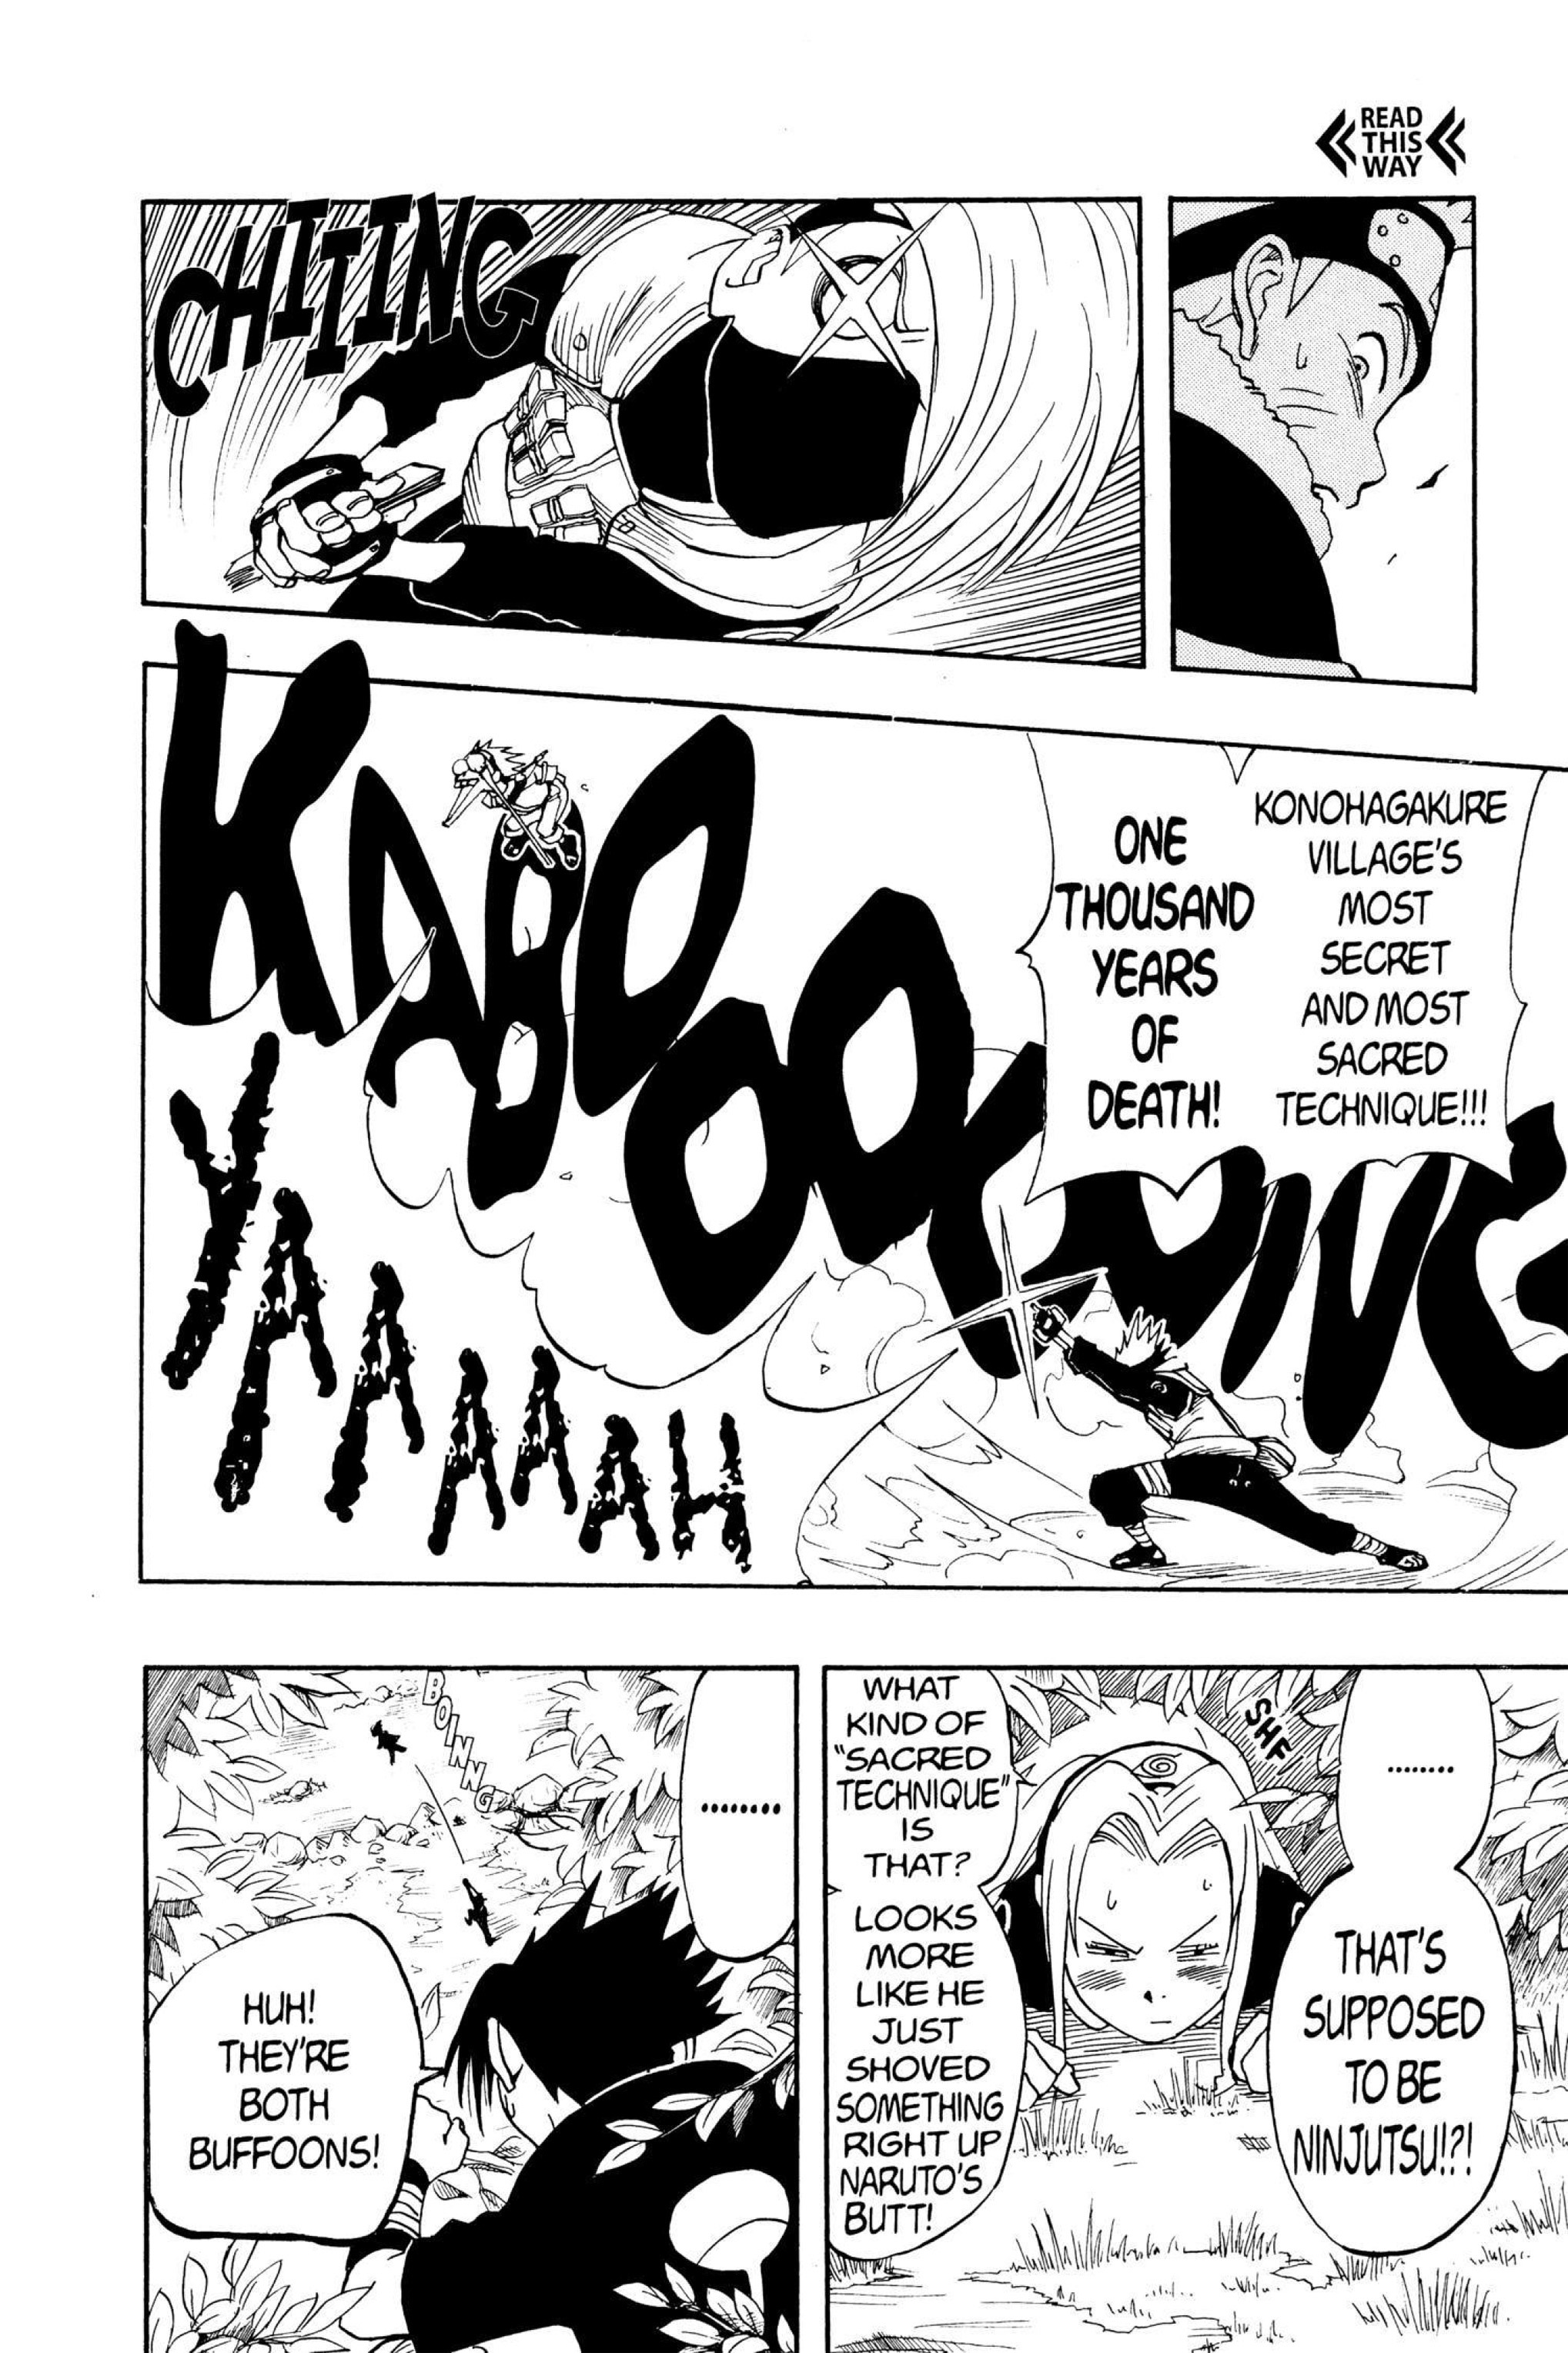 READ
THIS
WAY
CHIIING
KONOHAGAKURE
VILLAGE'S
MOST
SECRET
AND MOST
SACRED
TECHNIQUE!!!
ONE
THOUSAND
YEARS
OF
DEATH!
KABOOOOOING
YAAAAAAH
.........
THAT'S
SUPPOSED
TO BE
NINJUTSU!?!
SHF
WHAT
KIND OF
"SACRED
TECHNIQUE"
IS
THAT?
LOOKS
MORE
LIKE HE
JUST
SHOVED
SOMETHING
RIGHT UP
NARUTO'S
BUTT!
.........
BOINNG
HUH!
THEY'RE
BOTH
BUFFOONS!